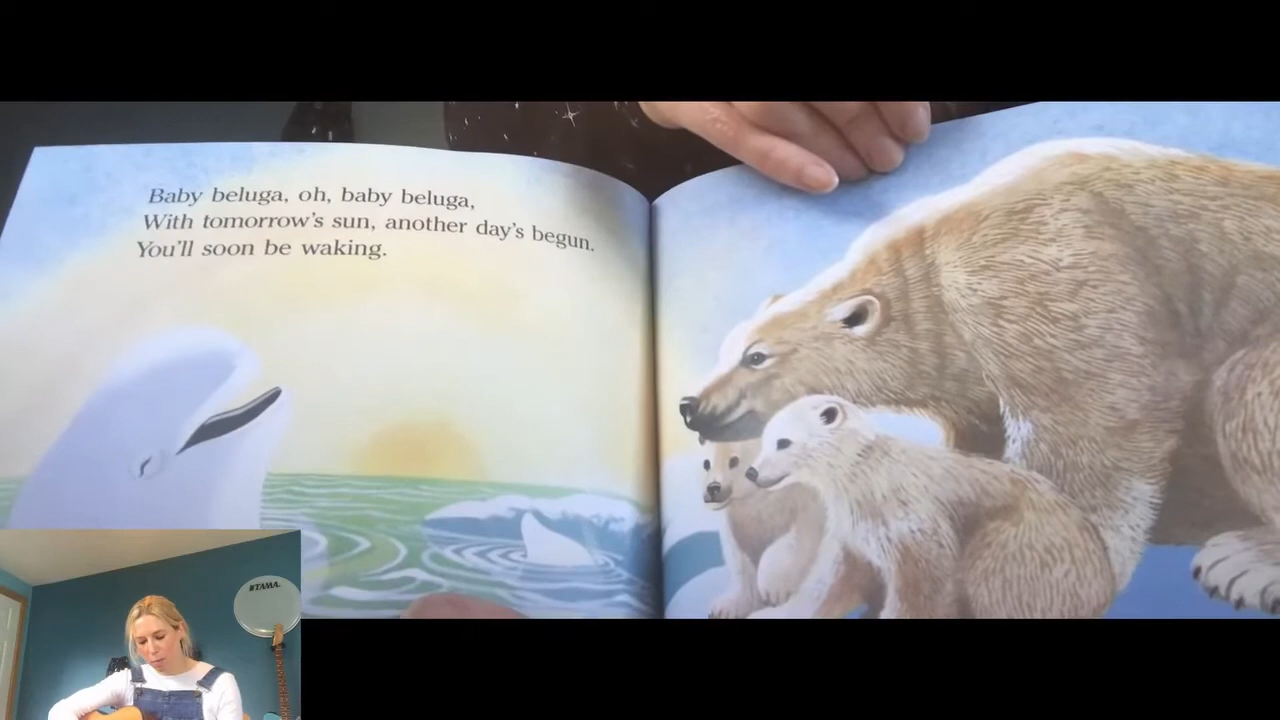 Baby beluga, oh, baby beluga,
With tomorrow's sun, another day's begun.
You'll soon be waking.
TAMA